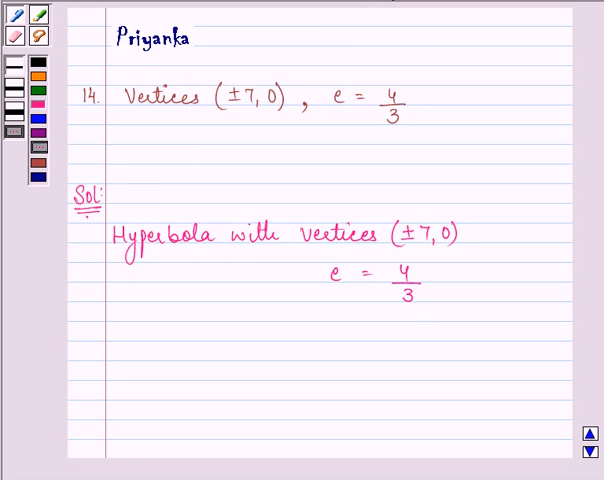 Priyanka
14. Vertices (±7, 0), e = 4/3
Sol:
Hyperbola with vertices (±7, 0)
e = 4/3